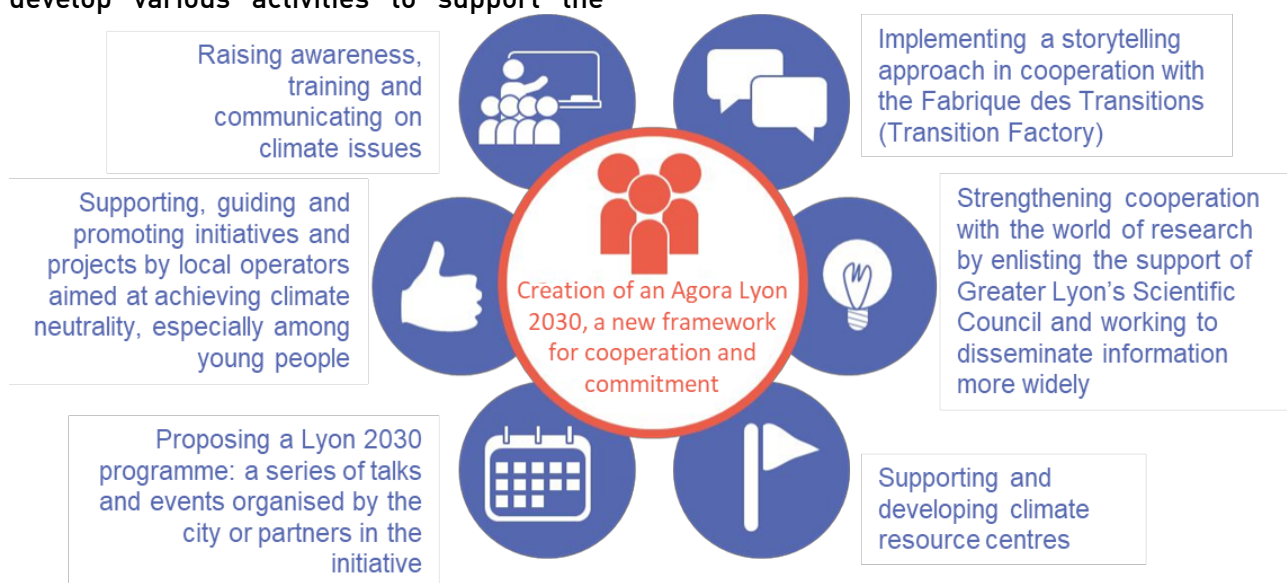 develop various activities to support the
Raising awareness,
training and
communicating on
climate issues
Implementing a storytelling
approach in cooperation with
the Fabrique des Transitions
(Transition Factory)
Supporting, guiding and
promoting initiatives and
projects by local operators
aimed at achieving climate
neutrality, especially among
young people
Creation of an Agora Lyon
2030, a new framework
for cooperation and
commitment
Strengthening cooperation
with the world of research
by enlisting the support of
Greater Lyon's Scientific
Council and working to
disseminate information
more widely
Proposing a Lyon 2030
programme: a series of talks
and events organised by the
city or partners in the
initiative
Supporting and
developing climate
resource centres